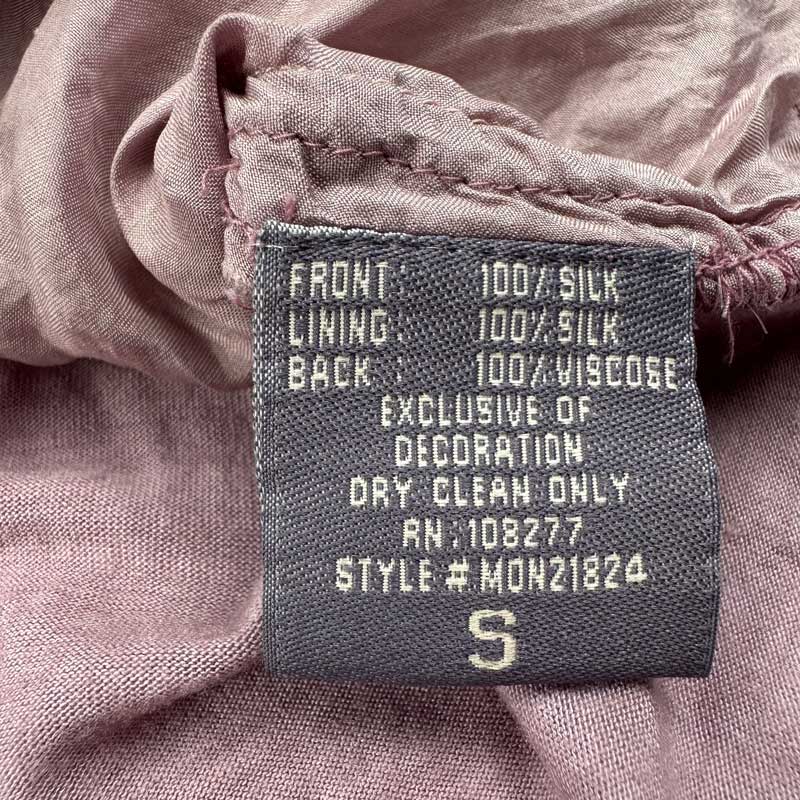 FRONT : 100% SILK
LINING : 100% SILK
BACK : 100% VISCOSE
EXCLUSIVE OF
DECORATION
DRY CLEAN ONLY
RN : 108277
STYLE # MON21824
S